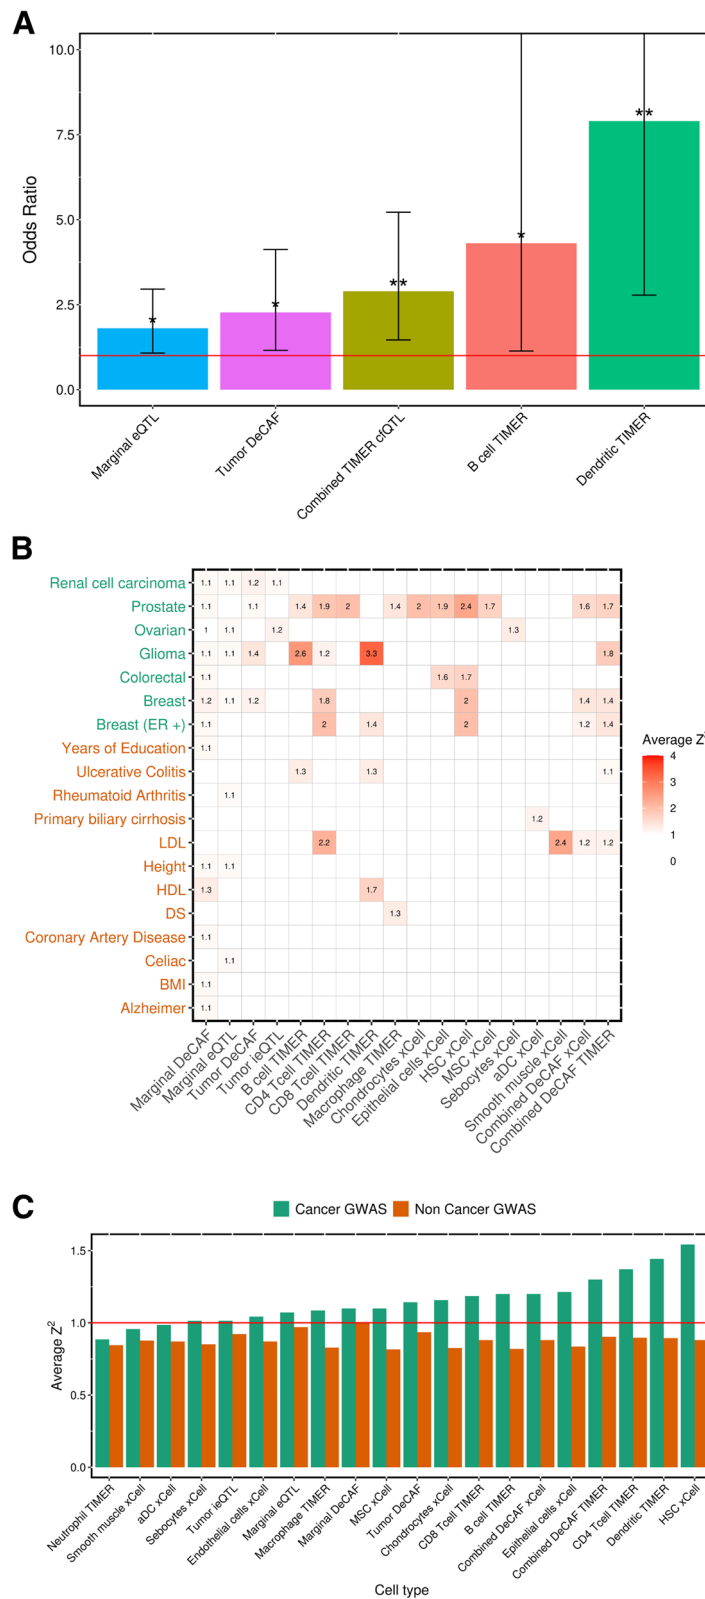 A
10.0
7.5
5.0
2.5
0.0
Odds Ratio
* * ** * **
Marginal eQTL
Tumor DeCAF
Combined TIMER cfQTL
B cell TIMER
Dendritic TIMER
B
Renal cell carcinoma 1.1 1.1 1.2 1.1
Prostate 1.1 1.1 1.4 1.9 2 1.4 2 1.9 2.4 1.7 1.6 1.7
Ovarian 1 1.1 1.2 1.3
Glioma 1.1 1.1 1.4 2.6 1.2 3.3 1.8
Colorectal 1.1 1.6 1.7
Breast 1.2 1.1 1.2 1.8 2 1.4 1.4
Breast (ER +) 1.1 2 1.4 2 1.2 1.4
Years of Education 1.1
Ulcerative Colitis 1.3 1.3 1.1
Rheumatoid Arthritis 1.1
Primary biliary cirrhosis 1.2
LDL 2.2 2.4 1.2 1.2
Height 1.1 1.1
HDL 1.3 1.7
DS 1.3
Coronary Artery Disease 1.1
Celiac 1.1
BMI 1.1
Alzheimer 1.1
Marginal DeCAF
Marginal eQTL
Tumor DeCAF
Tumor ieQTL
B cell TIMER
CD4 Tcell TIMER
CD8 Tcell TIMER
Dendritic TIMER
Macrophage TIMER
Chondrocytes xCell
Epithelial cells xCell
HSC xCell
MSC xCell
Sebocytes xCell
aDC xCell
Smooth muscle xCell
Combined DeCAF xCell
Combined DeCAF TIMER
Average Z
4
3
2
1
0
C
Cancer GWAS Non Cancer GWAS
1.5
1.0
0.5
0.0
Average Z²
Neutrophil TIMER
Smooth muscle xCell
aDC xCell
Sebocytes xCell
Tumor ieQTL
Endothelial cells xCell
Marginal eQTL
Macrophage TIMER
Marginal DeCAF
MSC xCell
Tumor DeCAF
Chondrocytes xCell
CD8 Tcell TIMER
B cell TIMER
Combined DeCAF xCell
Epithelial cells xCell
Combined DeCAF TIMER
CD4 Tcell TIMER
Dendritic TIMER
HSC xCell
Cell type